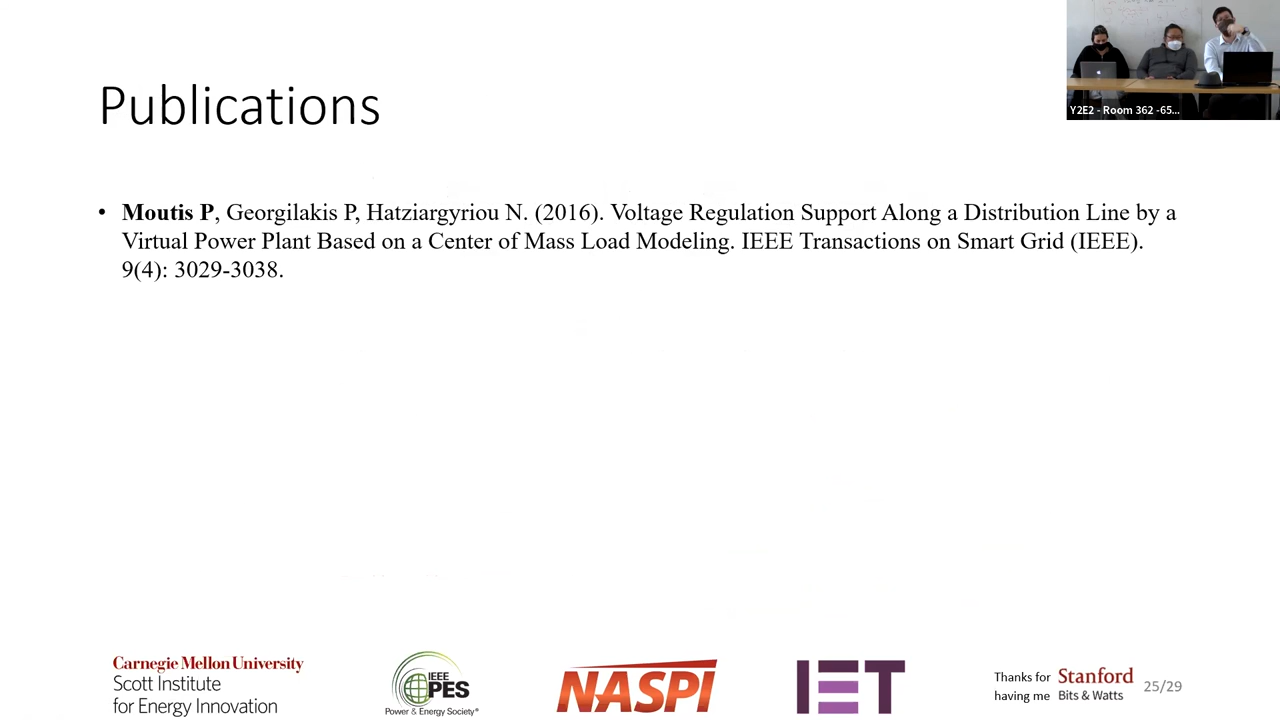 Y2E2 - Room 362 -65...
Publications
• Moutis P, Georgilakis P, Hatziargyriou N. (2016). Voltage Regulation Support Along a Distribution Line by a
Virtual Power Plant Based on a Center of Mass Load Modeling. IEEE Transactions on Smart Grid (IEEE).
9(4): 3029-3038.
Carnegie Mellon University
Scott Institute
for Energy Innovation
IEEE
PES
Power & Energy Society®
NASPI
IET
Thanks for
having me
Stanford
Bits & Watts
25/29